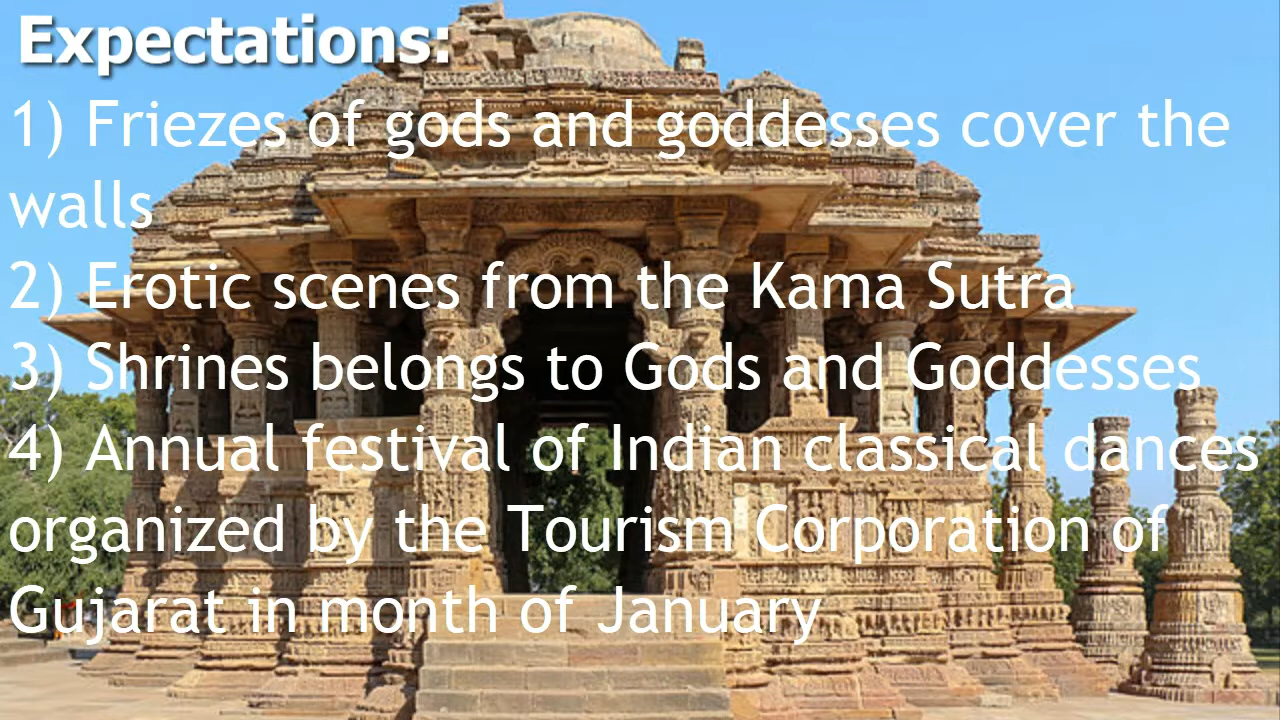 Expectations:
1) Friezes of gods and goddesses cover the
walls
2) Erotic scenes from the Kama Sutra
3) Shrines belongs to Gods and Goddesses
4) Annual festival of Indian classical dances
organized by the Tourism Corporation of
Gujarat in month of January